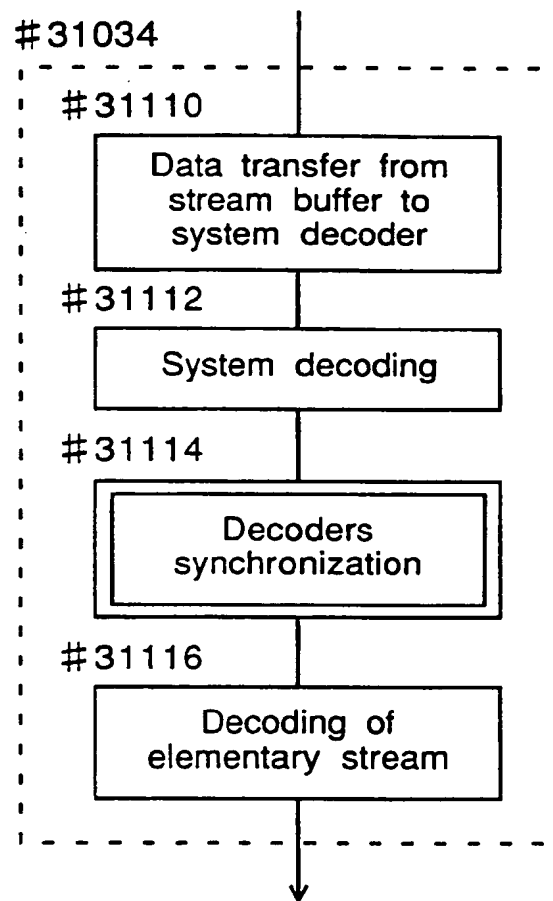 #31034
#31110
Data transfer from
stream buffer to
system decoder
#31112
System decoding
#31114
Decoders
synchronization
#31116
Decoding of
elementary stream